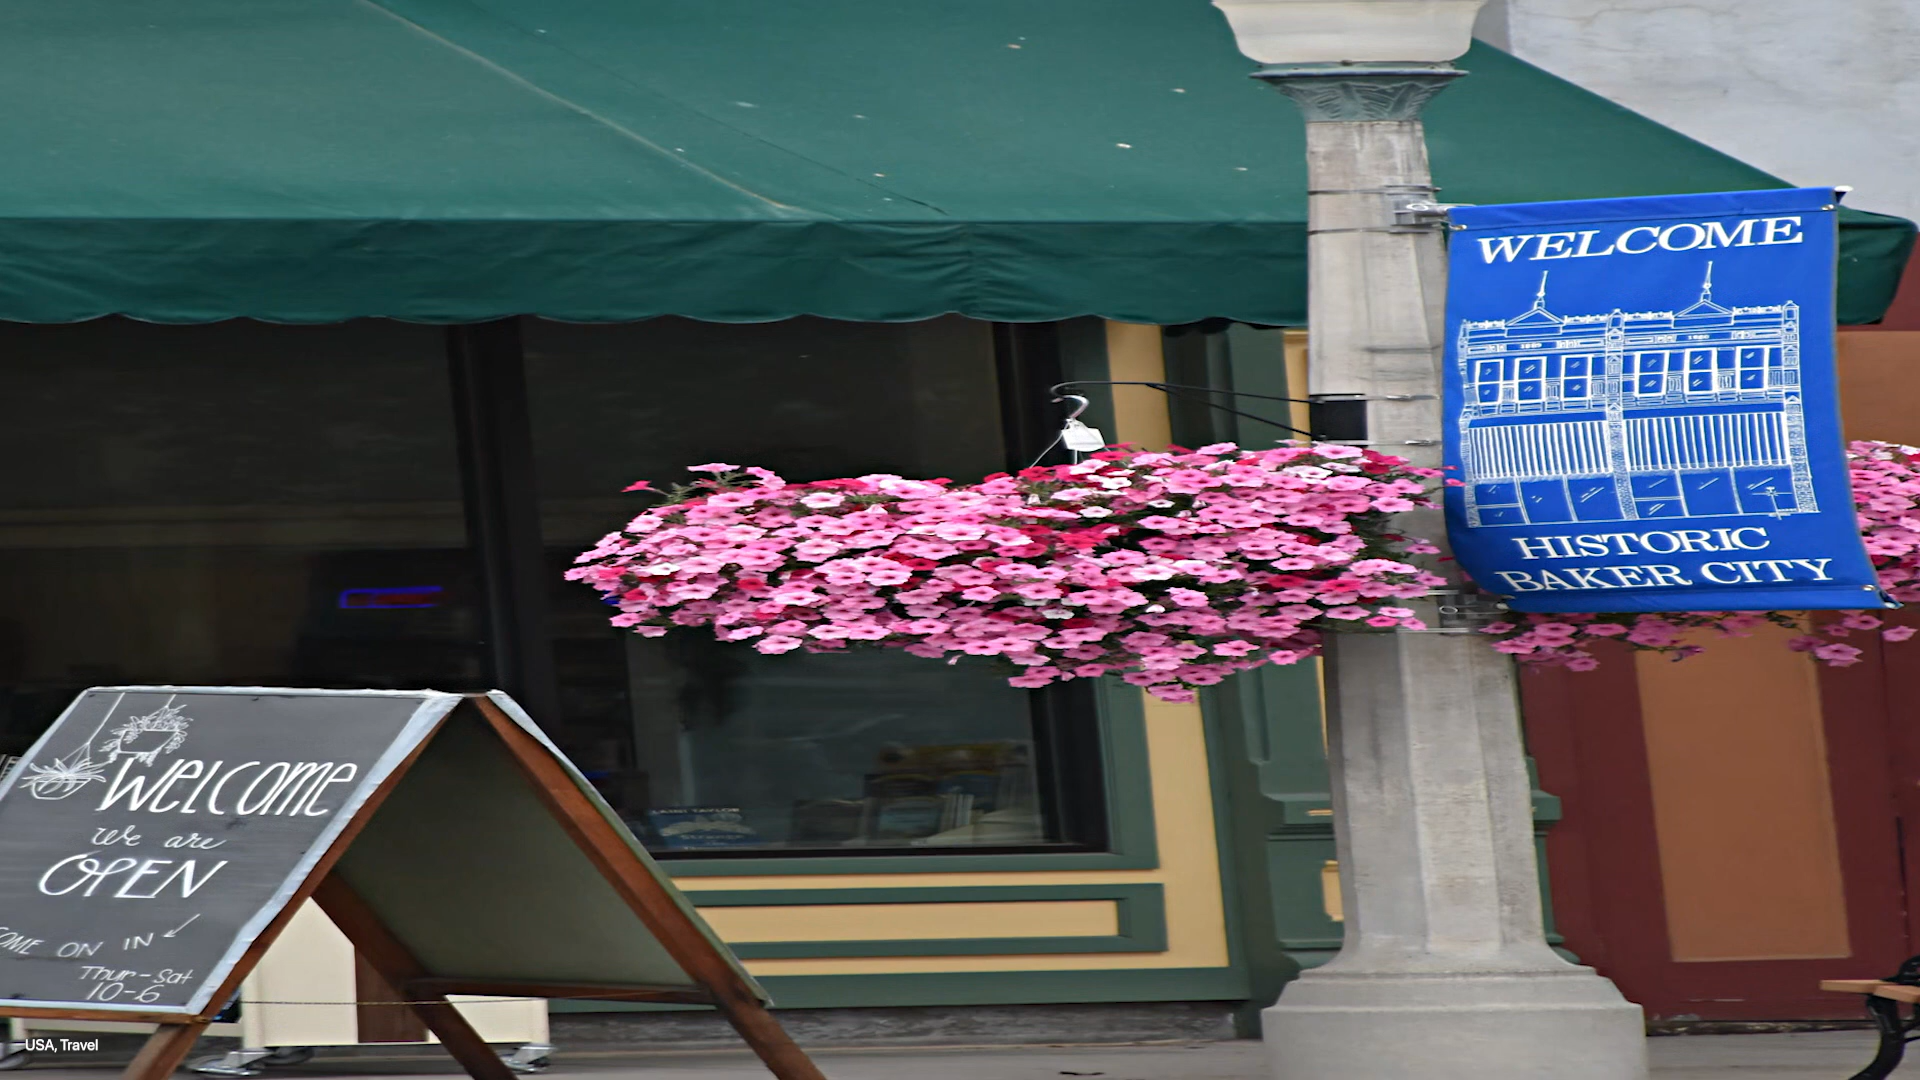 WELCOME
HISTORIC
BAKER CITY
WELCOME
we are
OPEN
OME ON IN
Thur-Sat
10-6
USA, Travel